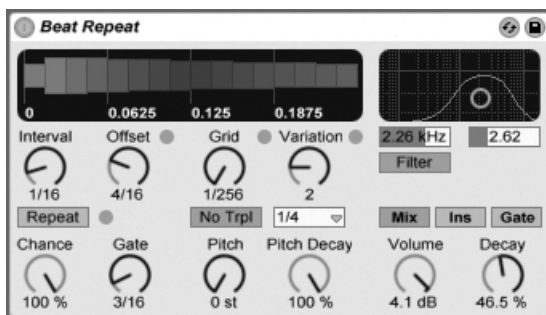 Beat Repeat
0 0.0625 0.125 0.1875
2.26 kHz 2.62
Filter
Interval Offset Grid Variation
1/16 4/16 1/256 2
Repeat No Trpl 1/4 Mix Ins Gate
Chance Gate Pitch Pitch Decay Volume Decay
100 % 3/16 0 st 100 % 4.1 dB 46.5 %